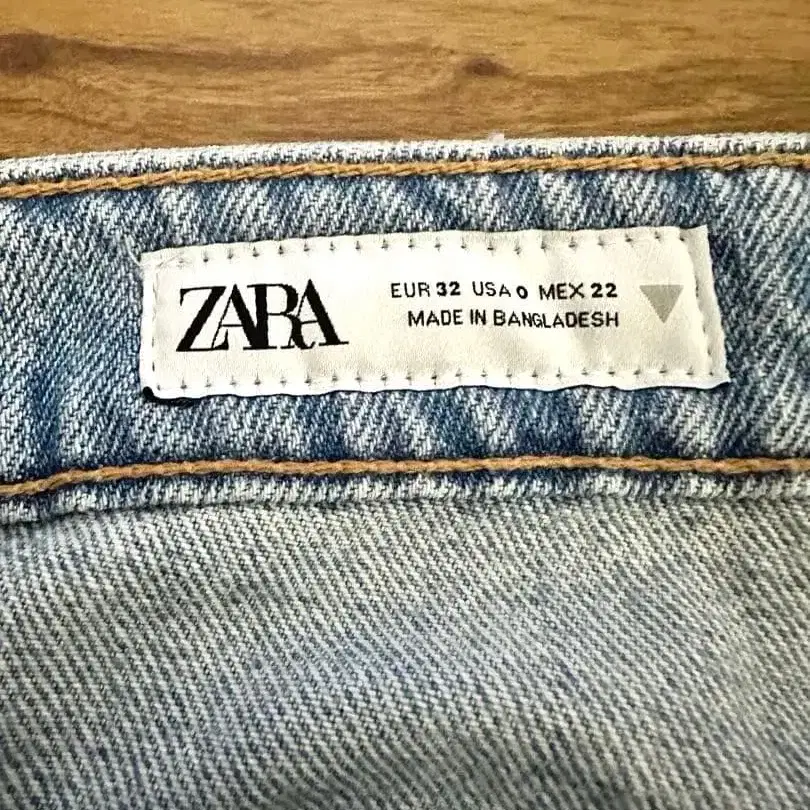 ZARA
EUR 32 USA 0 MEX 22
MADE IN BANGLADESH